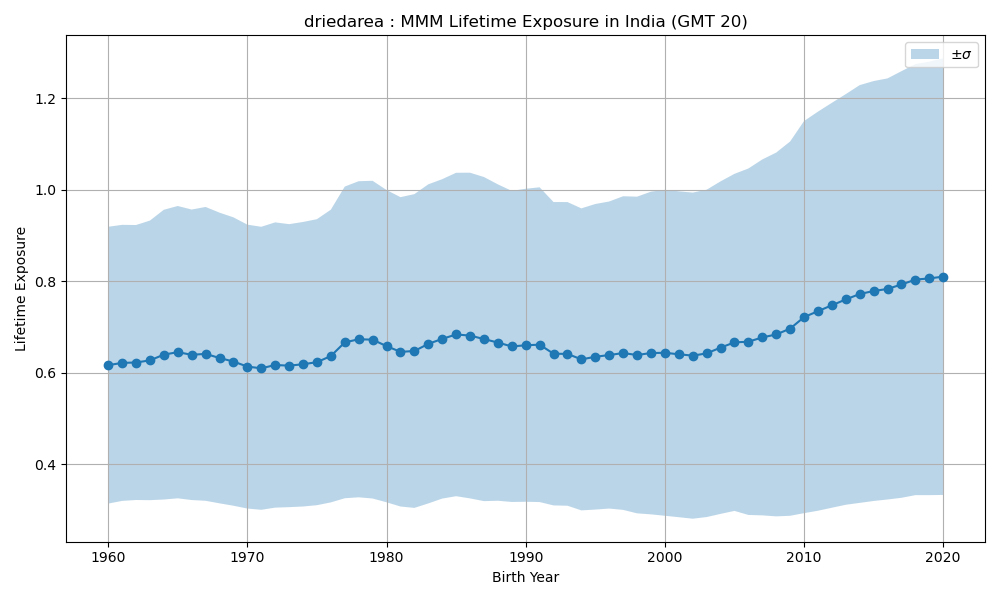 driedarea : MMM Lifetime Exposure in India (GMT 20)
±σ
Lifetime Exposure
1.2
1.0
0.8
0.6
0.4
1960 1970 1980 1990 2000 2010 2020
Birth Year